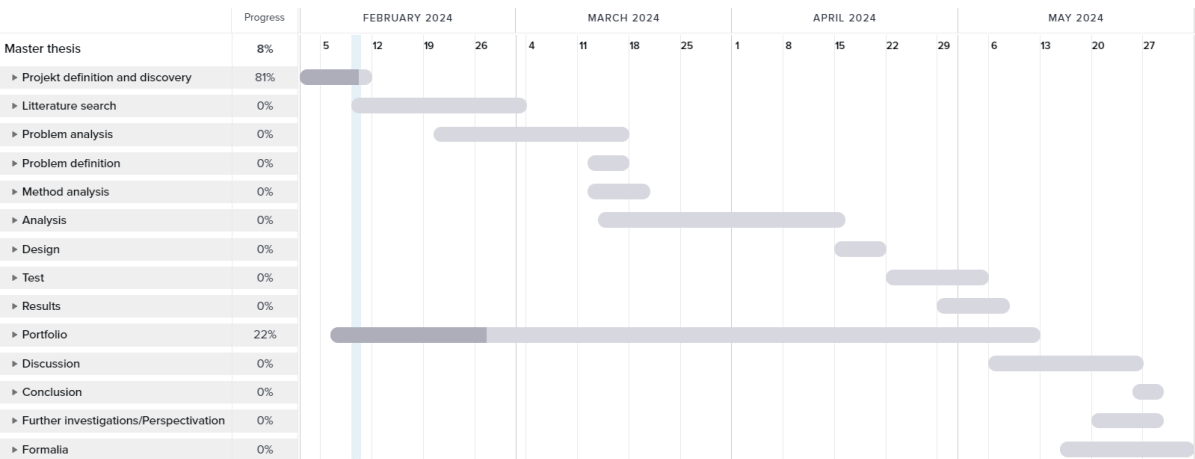 Progress FEBRUARY 2024 MARCH 2024 APRIL 2024 MAY 2024
Master thesis 8% 5 12 19 26 4 11 18 25 1 8 15 22 29 6 13 20 27
Projekt definition and discovery 81%
Litterature search 0%
Problem analysis 0%
Problem definition 0%
Method analysis 0%
Analysis 0%
Design 0%
Test 0%
Results 0%
Portfolio 22%
Discussion 0%
Conclusion 0%
Further investigations/Perspectivation 0%
Formalia 0%